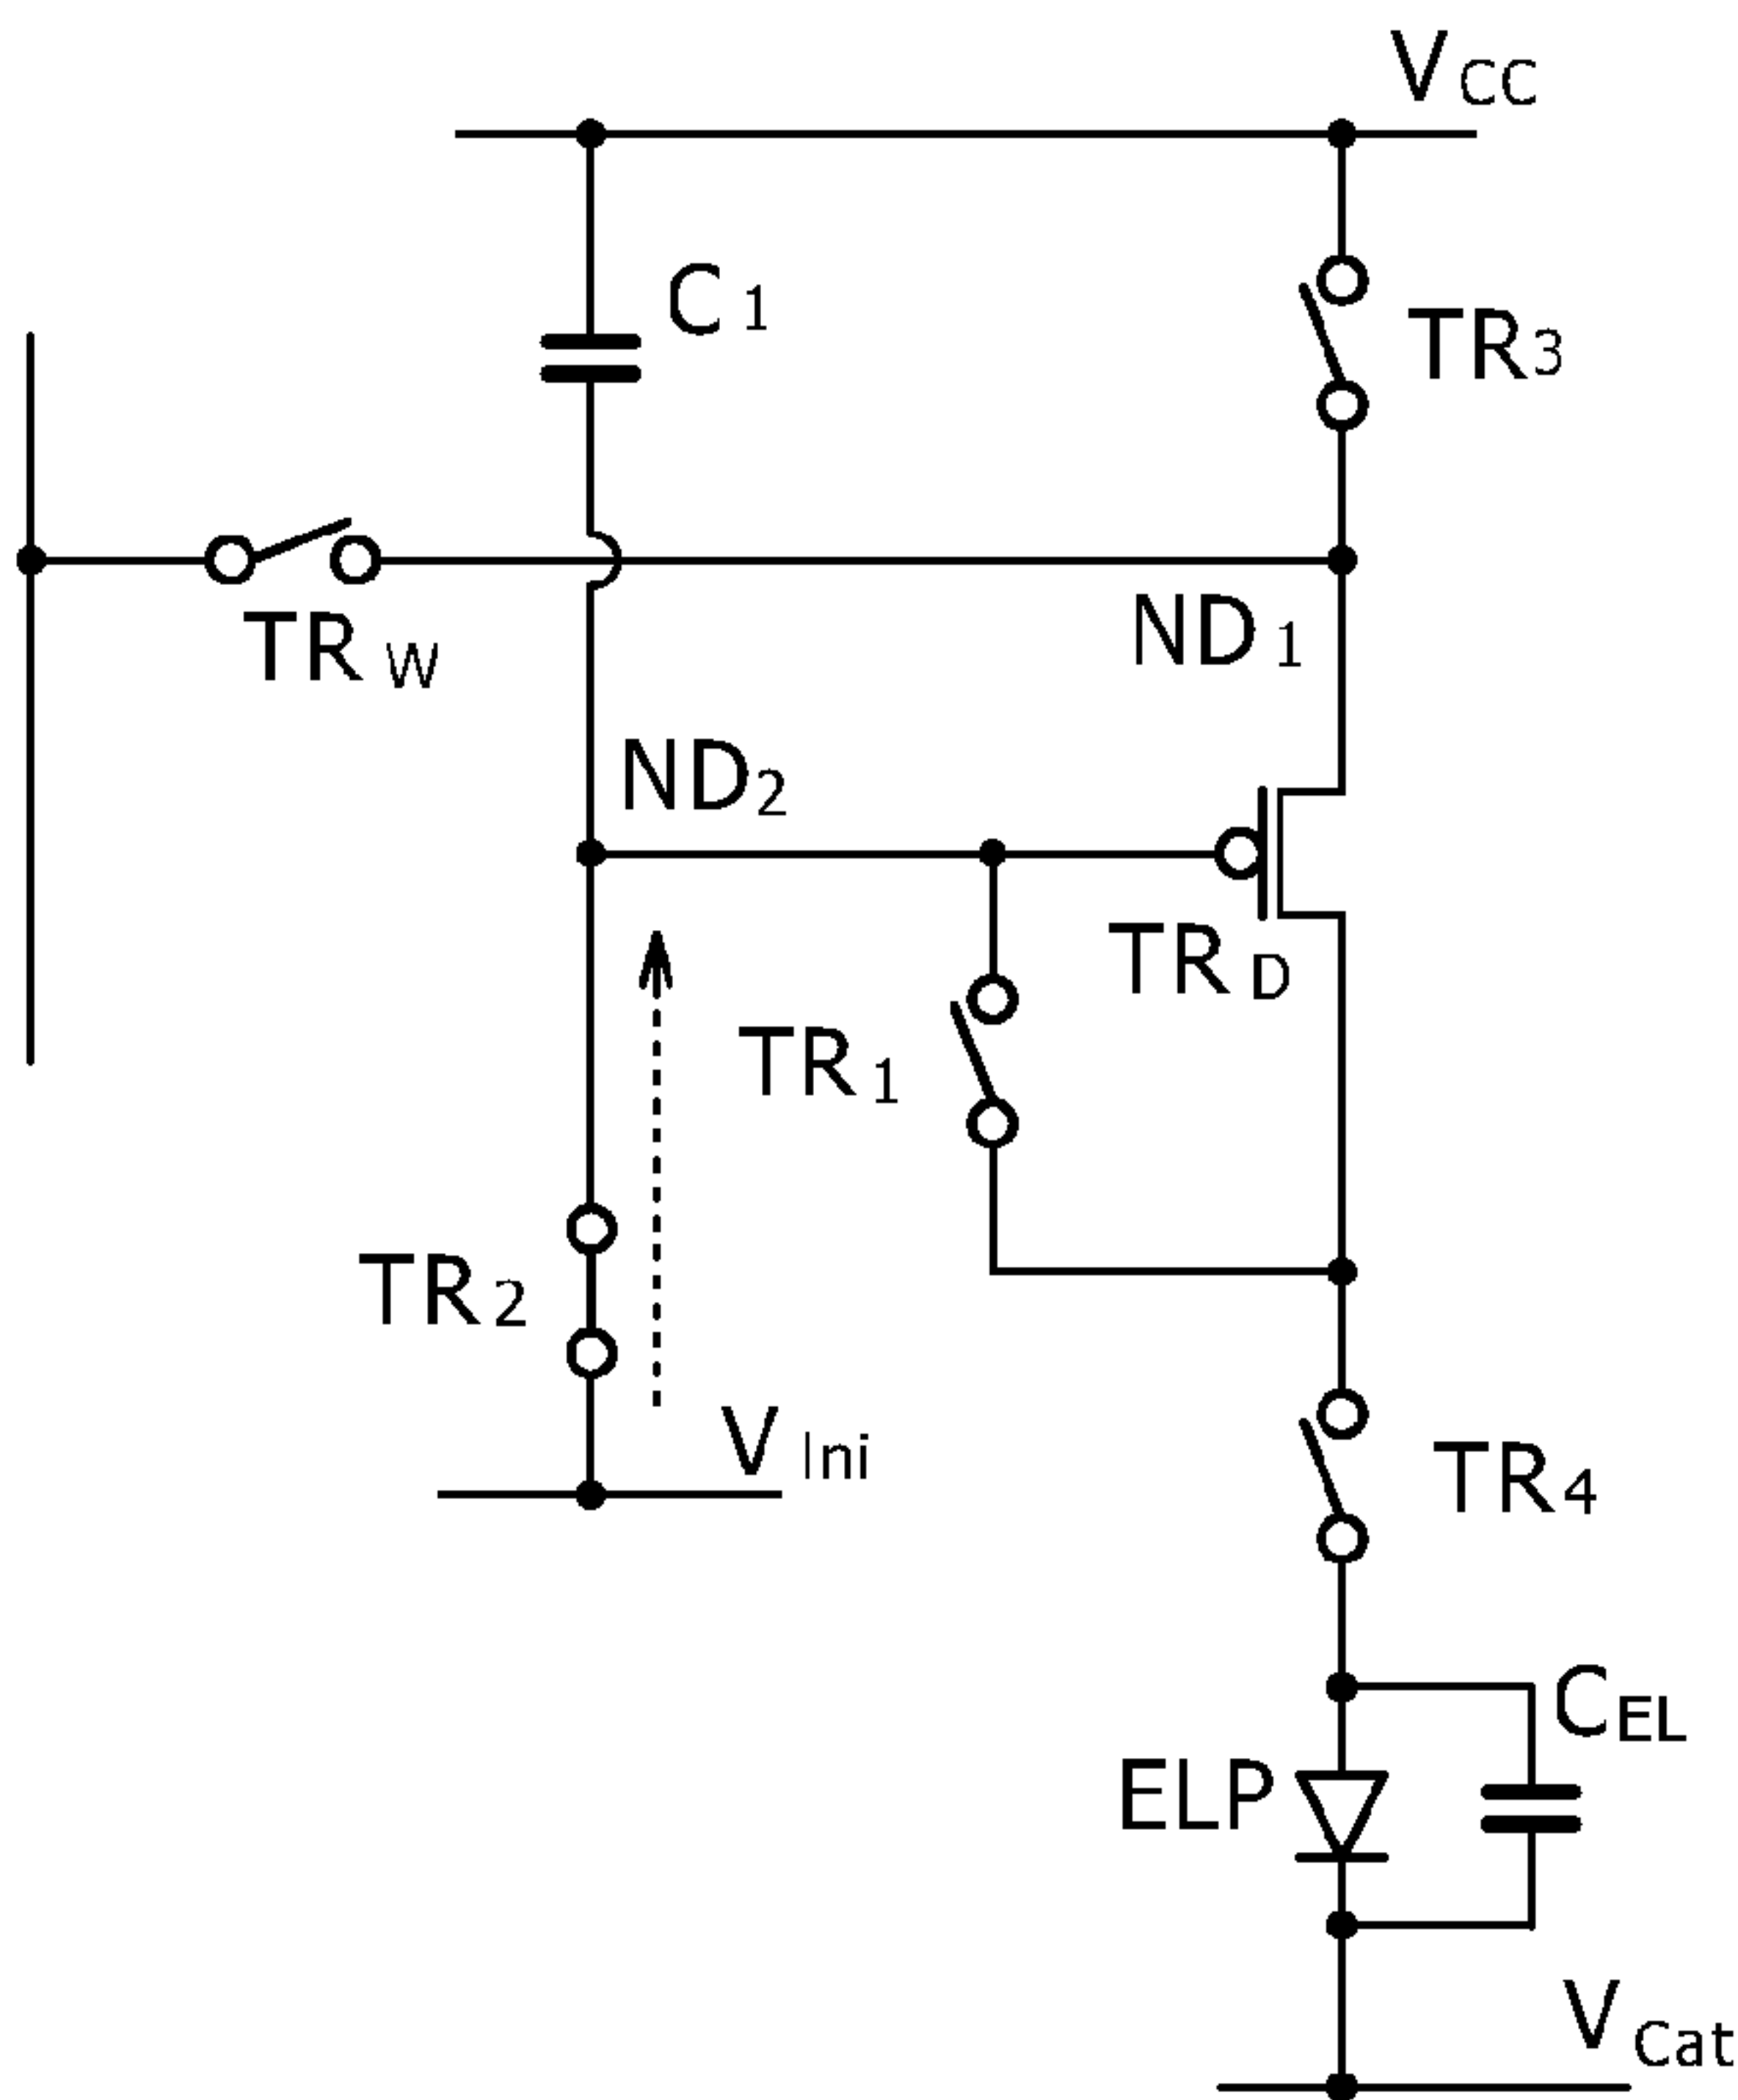 VCC
C1
TR3
TRW
ND1
ND2
TRD
TR1
TR2
VIni
TR4
CEL
ELP
VCat